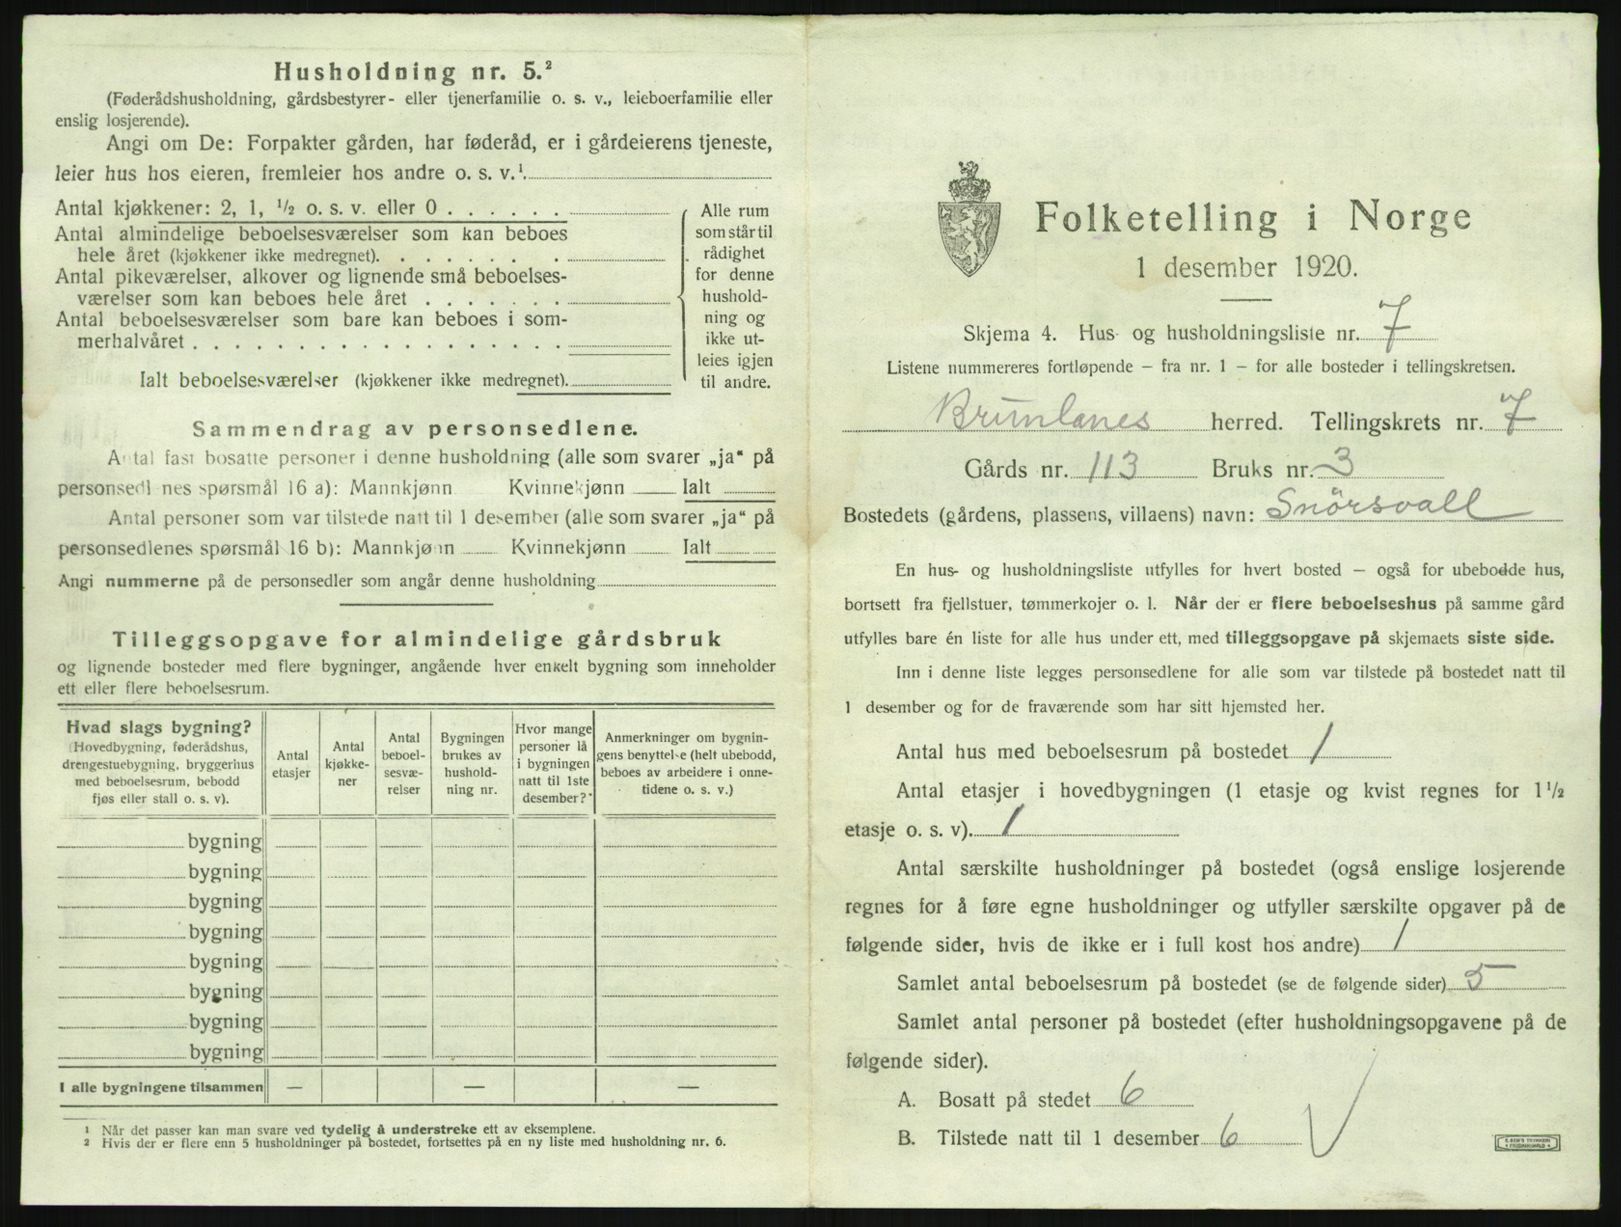 Husholdning nr. 5.²
(Føderådshusholdning, gårdsbestyrer- eller tjenerfamilie o. s. v., leieboerfamilie eller
enslig losjerende).
Angi om De: Forpakter gården, har føderåd, er i gårdeierens tjeneste,
leier hus hos eieren, fremleier hos andre o. s. v.¹.
Antal kjøkkener: 2, 1, ½ o. s. v. eller 0 . . . . . .
Antal almindelige beboelsesværelser som kan beboes
hele året (kjøkkener ikke medregnet). . . . . . . .
Antal pikeværelser, alkover og lignende små beboelses-
værelser som kan beboes hele året . . . . . . .
Antal beboelsesværelser som bare kan beboes i som-
merhalvåret . . . . . . . . . . . . . . . . . .
Ialt beboelsesværelser (kjøkkener ikke medregnet).
Alle rum
som står til
rådighet
for denne
hushold-
ning og
ikke ut-
leies igjen
til andre.
Sammendrag av personsedlene.
Antal fast bosatte personer i denne husholdning (alle som svarer „ja“ på
personsedlenes spørsmål 16 a): Mannkjønn Kvinnekjønn Ialt
Antal personer som var tilstede natt til 1 desember (alle som svarer „ja“ på
personsedlenes spørsmål 16 b): Mannkjønn Kvinnekjønn Ialt
Angi nummerne på de personsedler som angår denne husholdning
Tilleggsopgave for almindelige gårdsbruk
og lignende bosteder med flere bygninger, angående hver enkelt bygning som inneholder
ett eller flere beboelsesrum.
Hvad slags bygning?
(Hovedbygning, føderådshus,
drengestuebygning, bryggerhus
med beboelsesrum, bebodd
fjøs eller stall o. s. v).
Antal
etasjer
Antal
kjøkke-
ner
Antal
beboel-
sesvæ-
relser
Bygningen
brukes av
hushold-
ning nr.
Hvor mange
personer lå
i bygningen
natt til 1ste
desember?
Anmerkninger om bygnin-
gens benyttelse (helt ubebodd,
beboes av arbeidere i onne-
tidene o. s. v.)
bygning
bygning
bygning
bygning
bygning
bygning
bygning
bygning
I alle bygningene tilsammen — — —
¹ Når det passer kan man svare ved tydelig å understreke ett av eksemplene.
² Hvis der er flere enn 5 husholdninger på bostedet, fortsettes på en ny liste med husholdning nr. 6.
Folketelling i Norge
1 desember 1920.
Skjema 4. Hus- og husholdningsliste nr. 7
Listene nummereres fortløpende – fra nr. 1 – for alle bosteder i tellingskretsen.
Brunlanes herred. Tellingskrets nr. 7
Gårds nr. 113 Bruks nr. 3
Bostedets (gårdens, plassens, villaens) navn: Snörsvall
En hus- og husholdningsliste utfylles for hvert bosted – også for ubebodde hus,
bortsett fra fjellstuer, tømmerkojer o. l. Når der er flere beboelseshus på samme gård
utfylles bare én liste for alle hus under ett, med tilleggsopgave på skjemaets siste side.
Inn i denne liste legges personsedlene for alle som var tilstede på bostedet natt til
1 desember og for de fraværende som har sitt hjemsted her.
Antal hus med beboelsesrum på bostedet 1
Antal etasjer i hovedbygningen (1 etasje og kvist regnes for 1½
etasje o. s. v). 1
Antal særskilte husholdninger på bostedet (også enslige losjerende
regnes for å føre egne husholdninger og utfyller særskilte opgaver på de
følgende sider, hvis de ikke er i full kost hos andre) 1
Samlet antal beboelsesrum på bostedet (se de følgende sider) 5
Samlet antal personer på bostedet (efter husholdningsopgavene på de
følgende sider).
A. Bosatt på stedet 6
B. Tilstede natt til 1 desember 6